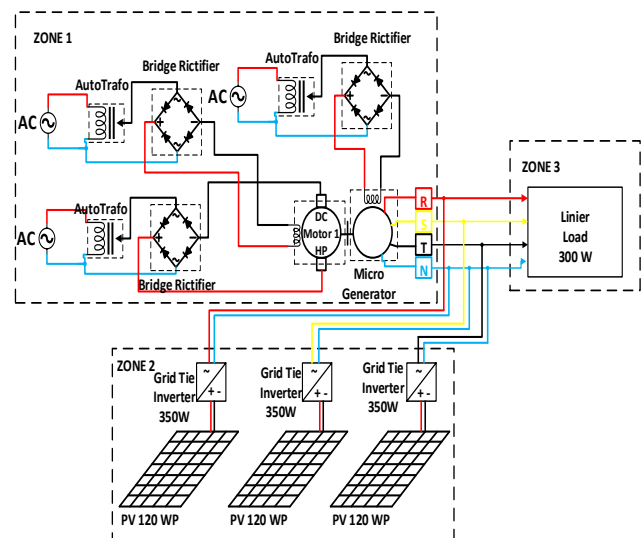 ZONE 1
Bridge Rictifier
AutoTrafo
AC
Bridge Rictifier
AutoTrafo
AC
AutoTrafo
AC
Bridge Rictifier
DC
Motor 1
HP
Micro
Generator
R
S
T
N
ZONE 3
Linier
Load
300 W
ZONE 2
Grid Tie
Inverter
350W
Grid Tie
Inverter
350W
Grid Tie
Inverter
350W
~
+ -
~
+ -
~
+ -
PV 120 WP
PV 120 WP
PV 120 WP